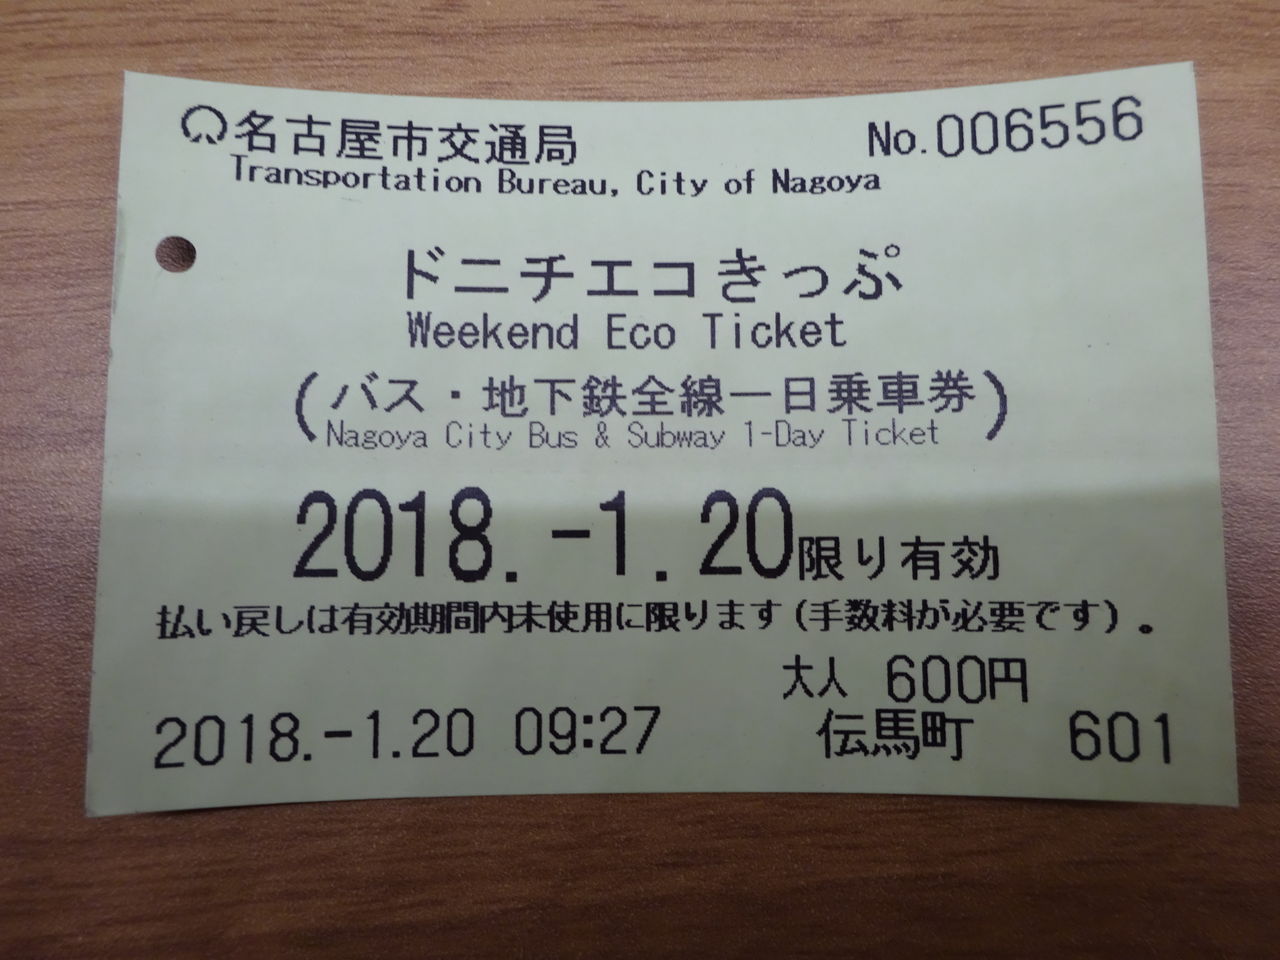 名古屋市交通局 No.006556
Transportation Bureau, City of Nagoya
ドニチエコきっぷ
Weekend Eco Ticket
(バス・地下鉄全線一日乗車券)
Nagoya City Bus & Subway 1-Day Ticket
2018.-1.20限り有効
払い戻しは有効期間内未使用に限ります(手数料が必要です)。
大人 600円
2018.-1.20 09:27 伝馬町 601